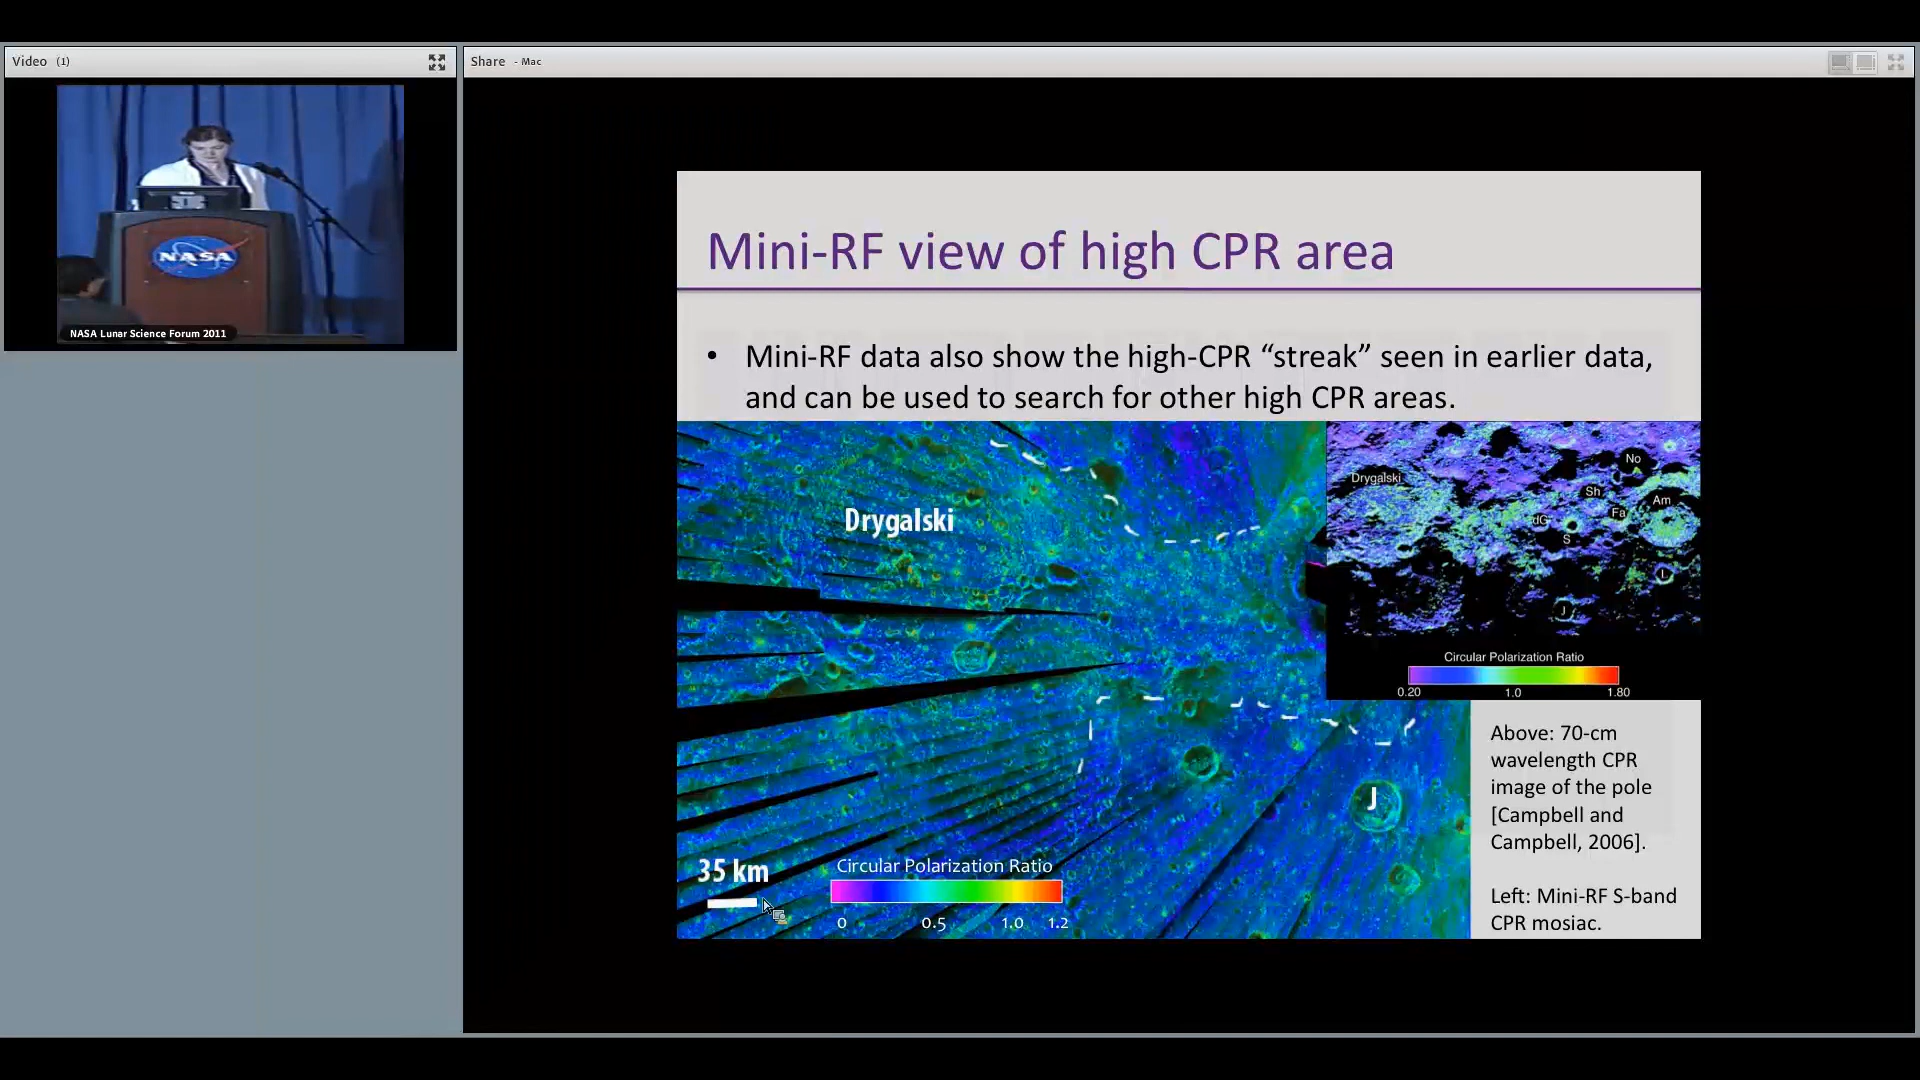 Video (1)
Share - Mac
NASA
NASA Lunar Science Forum 2011
Mini-RF view of high CPR area
• Mini-RF data also show the high-CPR “streak” seen in earlier data,
and can be used to search for other high CPR areas.
Drygalski
J
35 km
Circular Polarization Ratio
0 0.5 1.0 1.2
Drygalski
No
Sh
Am
Fa
dG
S
L
J
Circular Polarization Ratio
0.20 1.0 1.80
Above: 70-cm
wavelength CPR
image of the pole
[Campbell and
Campbell, 2006].
Left: Mini-RF S-band
CPR mosiac.